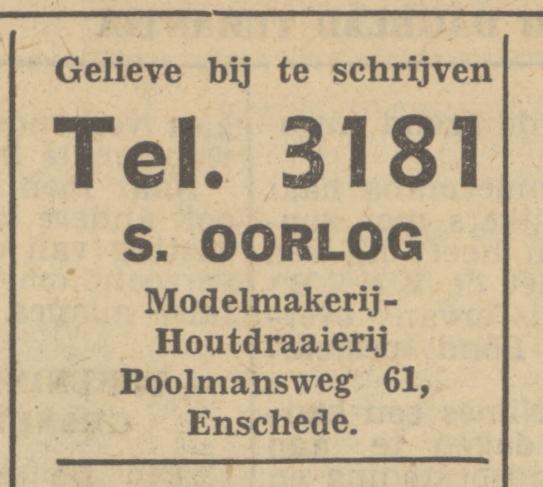 Gelieve bij te schrijven
Tel. 3181
S. OORLOG
Modelmakerij-
Houtdraaierij
Poolmansweg 61,
Enschede.